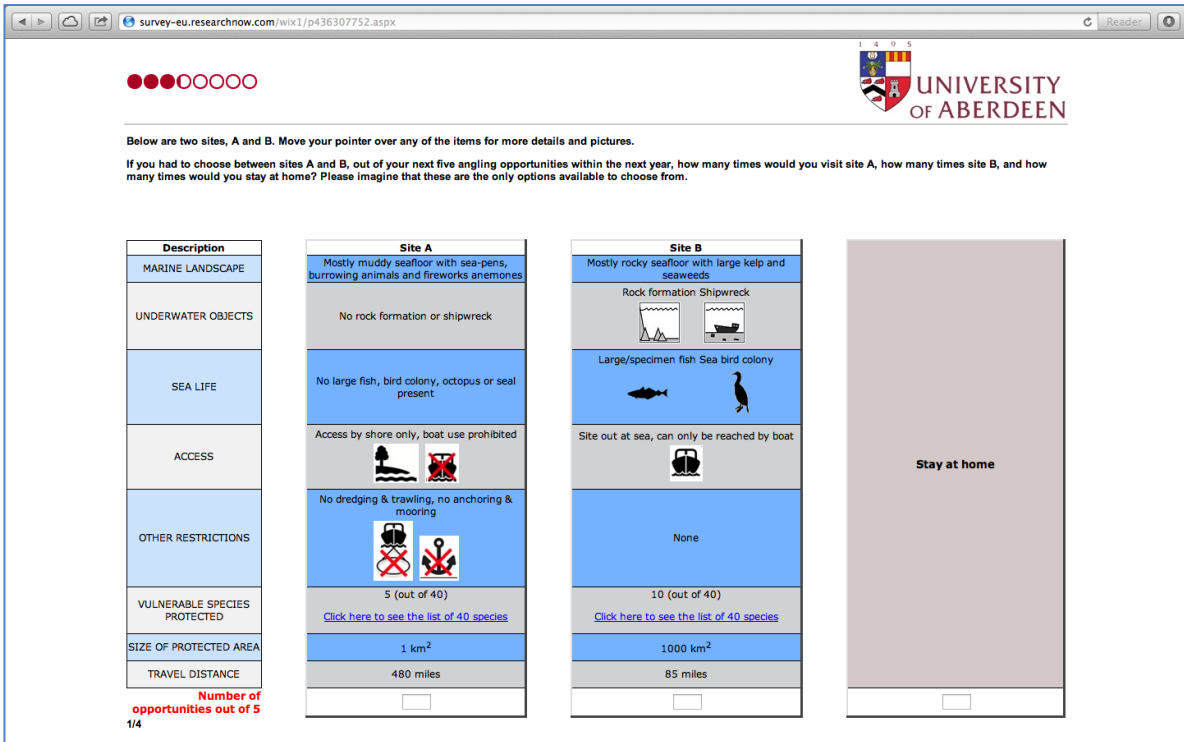 survey-eu.researchnow.com/wix1/p436307752.aspx
Reader
1 4 9 5
UNIVERSITY
OF ABERDEEN
Below are two sites, A and B. Move your pointer over any of the items for more details and pictures.
If you had to choose between sites A and B, out of your next five angling opportunities within the next year, how many times would you visit site A, how many times site B, and how
many times would you stay at home? Please imagine that these are the only options available to choose from.
Description
Site A
Site B
MARINE LANDSCAPE
Mostly muddy seafloor with sea-pens,
burrowing animals and fireworks anemones
Mostly rocky seafloor with large kelp and
seaweeds
UNDERWATER OBJECTS
No rock formation or shipwreck
Rock formation Shipwreck
SEA LIFE
No large fish, bird colony, octopus or seal
present
Large/specimen fish Sea bird colony
ACCESS
Access by shore only, boat use prohibited
Site out at sea, can only be reached by boat
Stay at home
OTHER RESTRICTIONS
No dredging & trawling, no anchoring &
mooring
None
VULNERABLE SPECIES
PROTECTED
5 (out of 40)
Click here to see the list of 40 species
10 (out of 40)
Click here to see the list of 40 species
SIZE OF PROTECTED AREA
1 km²
1000 km²
TRAVEL DISTANCE
480 miles
85 miles
Number of
opportunities out of 5
1/4